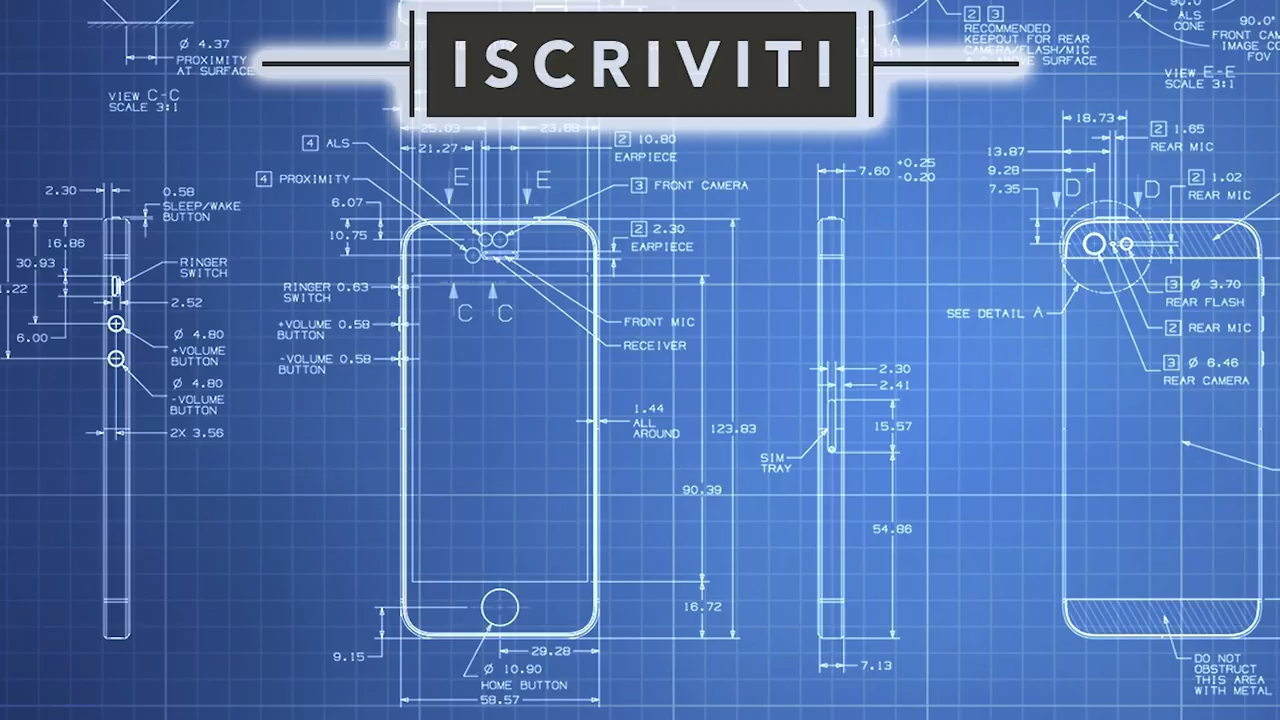 ISCRIVITI
Ø 4.37
PROXIMITY
AT SURFACE
VIEW C-C
SCALE 3:1
2 3
RECOMMENDED
KEEPOUT FOR REAR
CAMERA/FLASH/MIC
ABOVE SURFACE
A
90.0°
ALS
CONE
90.0°
FRONT CAM
IMAGE CO
FOV
VIEW E-E
SCALE 3:1
2.30
0.58
SLEEP/WAKE
BUTTON
16.86
30.93
1.22
RINGER
SWITCH
2.52
6.00
Ø 4.80
+VOLUME
BUTTON
Ø 4.80
-VOLUME
BUTTON
2X 3.56
25.03
23.88
4 ALS
21.27
2 10.80
EARPIECE
4 PROXIMITY
E
E
3 FRONT CAMERA
6.07
10.75
2 2.30
EARPIECE
RINGER 0.63
SWITCH
C
C
+VOLUME 0.58
BUTTON
-VOLUME 0.58
BUTTON
FRONT MIC
RECEIVER
1.44
ALL
AROUND
123.83
90.39
16.72
9.15
29.28
Ø 10.90
HOME BUTTON
58.57
7.60 +0.25
-0.20
2.30
2.41
15.57
SIM
TRAY
54.86
7.13
18.73
13.87
2 1.65
REAR MIC
9.28
7.35
D
D
2 1.02
REAR MIC
SEE DETAIL A
3 Ø 3.70
REAR FLASH
2 REAR MIC
3 Ø 6.46
REAR CAMERA
DO NOT
OBSTRUCT
THIS AREA
WITH METAL